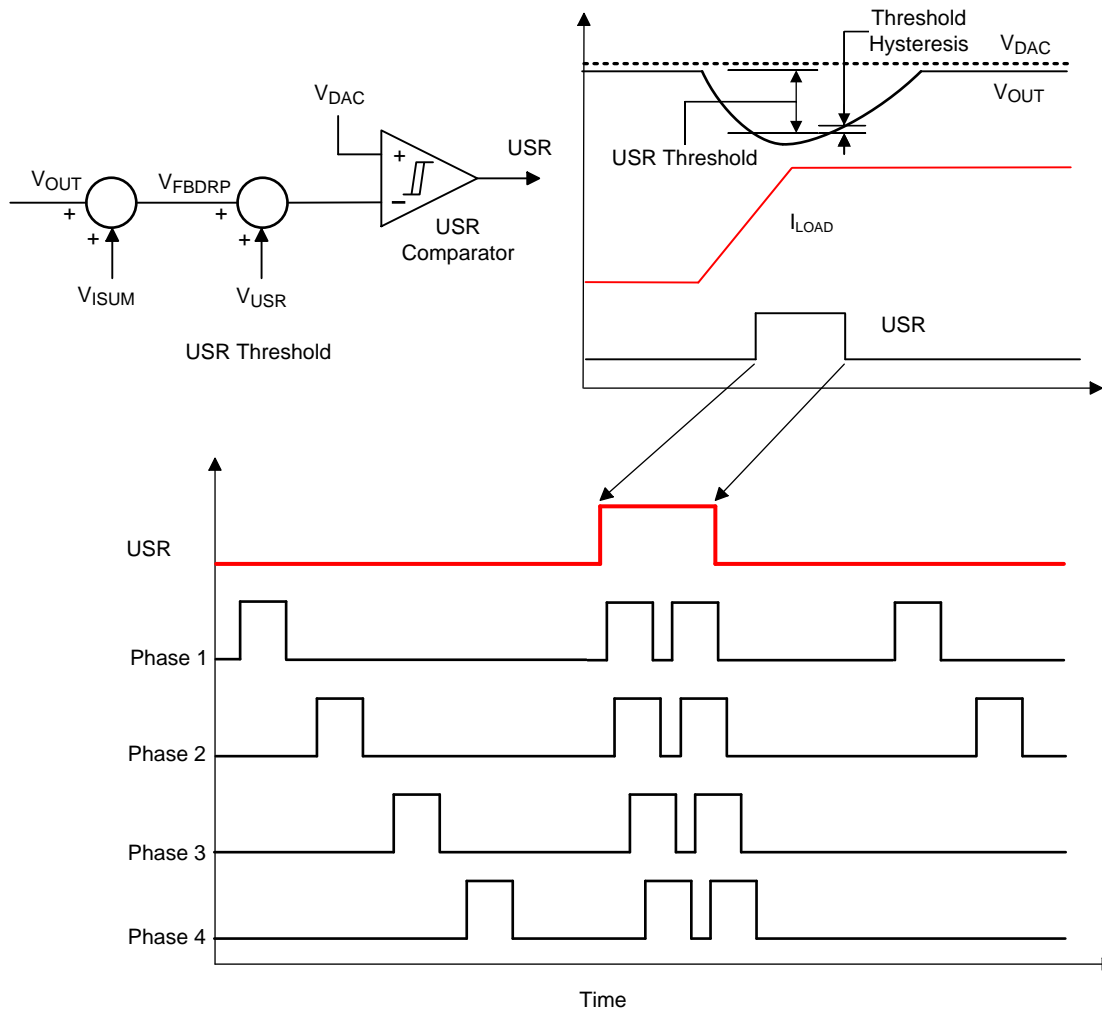 Threshold
Hysteresis
VDAC
VOUT
USR Threshold
ILOAD
USR
VDAC
USR
+
−
VOUT
+
+
VFBDRP
+
+
USR
Comparator
VISUM
VUSR
USR Threshold
USR
Phase 1
Phase 2
Phase 3
Phase 4
Time